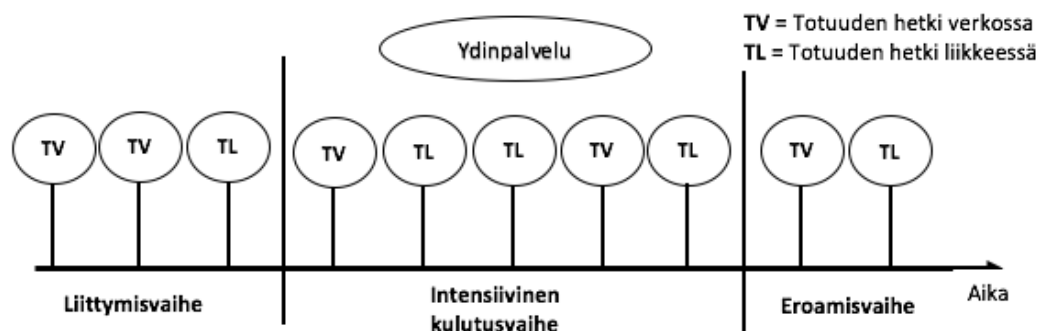 TV = Totuuden hetki verkossa
TL = Totuuden hetki liikkeessä
Ydinpalvelu
TV TV TL TV TL TL TV TL TV TL
Liittymisvaihe
Intensiivinen
kulutusvaihe
Eroamisvaihe
Aika